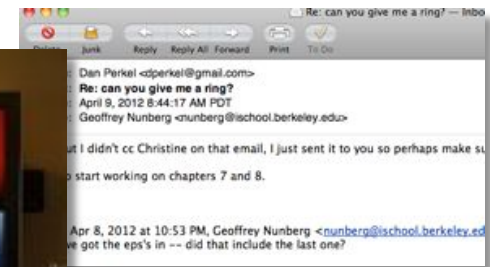 Re: can you give me a ring? — Inbo
Delete Junk Reply Reply All Forward Print To Do
Dan Perkel <dperkel@gmail.com>
Re: can you give me a ring?
April 9, 2012 8:44:17 AM PDT
Geoffrey Nunberg <nunberg@ischool.berkeley.edu>
ut I didn't cc Christine on that email, I just sent it to you so perhaps make su
start working on chapters 7 and 8.
Apr 8, 2012 at 10:53 PM, Geoffrey Nunberg <nunberg@ischool.berkeley.ed
ve got the eps's in -- did that include the last one?